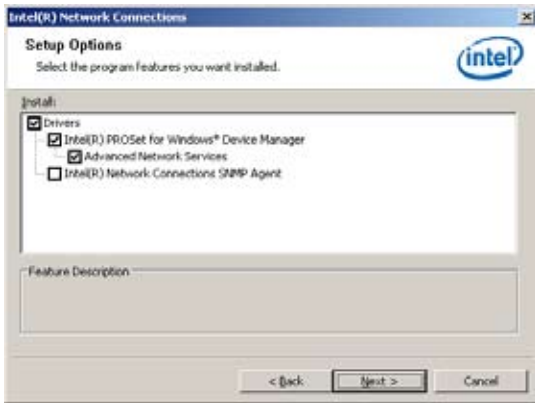 Intel(R) Network Connections
Setup Options
Select the program features you want installed.
intel
Install:
Drivers
Intel(R) PROSet for Windows* Device Manager
Advanced Network Services
Intel(R) Network Connections SNMP Agent
Feature Description
< Back
Next >
Cancel